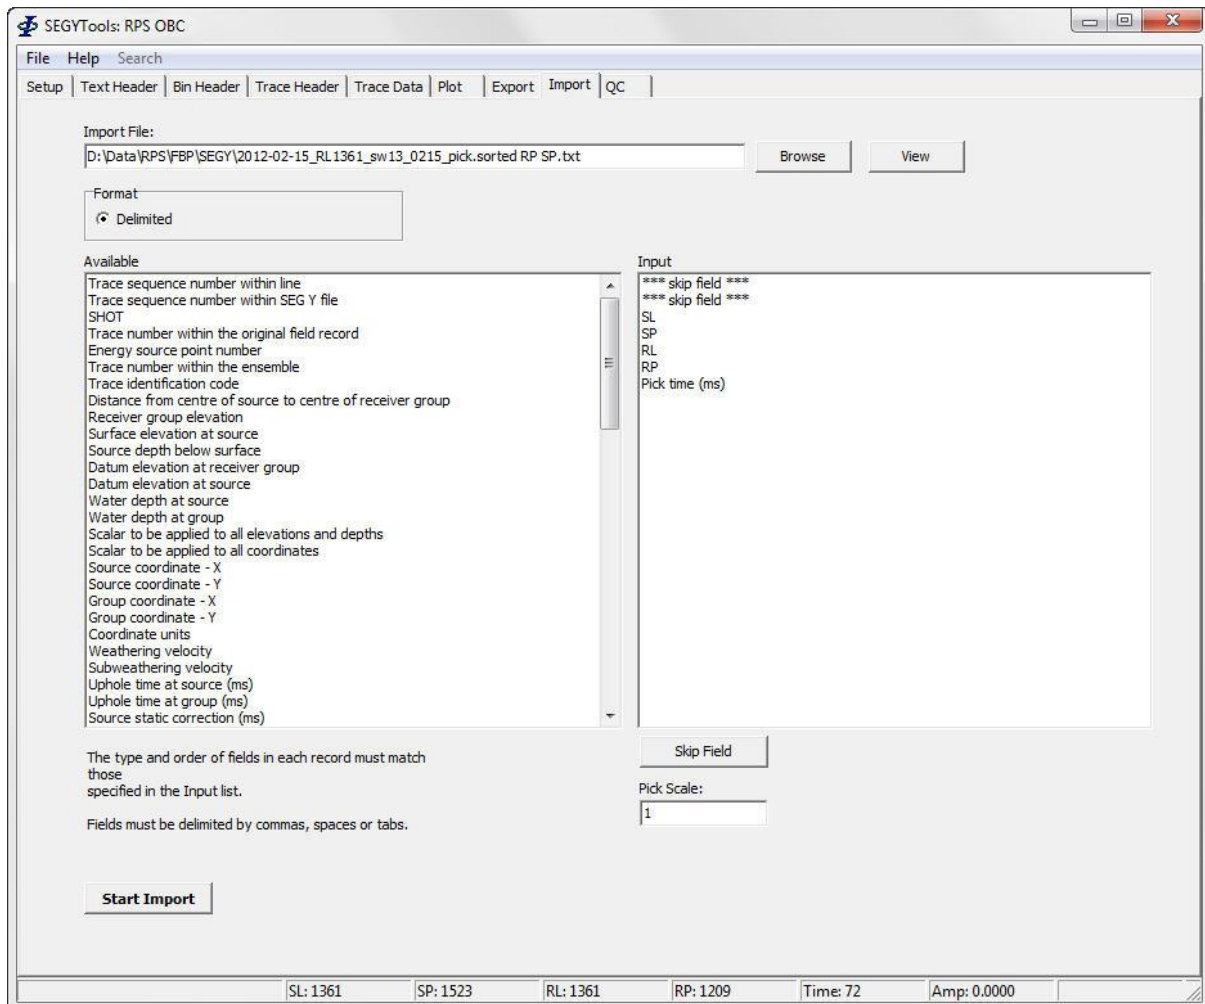 SEGYTools: RPS OBC
File Help Search
Setup Text Header Bin Header Trace Header Trace Data Plot Export Import QC
Import File:
D:\Data\RPS\FBP\SEGY\2012-02-15_RL1361_sw13_0215_pick.sorted RP SP.txt
Browse View
Format
Delimited
Available
Trace sequence number within line
Trace sequence number within SEG Y file
SHOT
Trace number within the original field record
Energy source point number
Trace number within the ensemble
Trace identification code
Distance from centre of source to centre of receiver group
Receiver group elevation
Surface elevation at source
Source depth below surface
Datum elevation at receiver group
Datum elevation at source
Water depth at source
Water depth at group
Scalar to be applied to all elevations and depths
Scalar to be applied to all coordinates
Source coordinate - X
Source coordinate - Y
Group coordinate - X
Group coordinate - Y
Coordinate units
Weathering velocity
Subweathering velocity
Uphole time at source (ms)
Uphole time at group (ms)
Source static correction (ms)
Input
*** skip field ***
*** skip field ***
SL
SP
RL
RP
Pick time (ms)
The type and order of fields in each record must match
those
specified in the Input list.
Fields must be delimited by commas, spaces or tabs.
Skip Field
Pick Scale:
1
Start Import
SL: 1361 SP: 1523 RL: 1361 RP: 1209 Time: 72 Amp: 0.0000